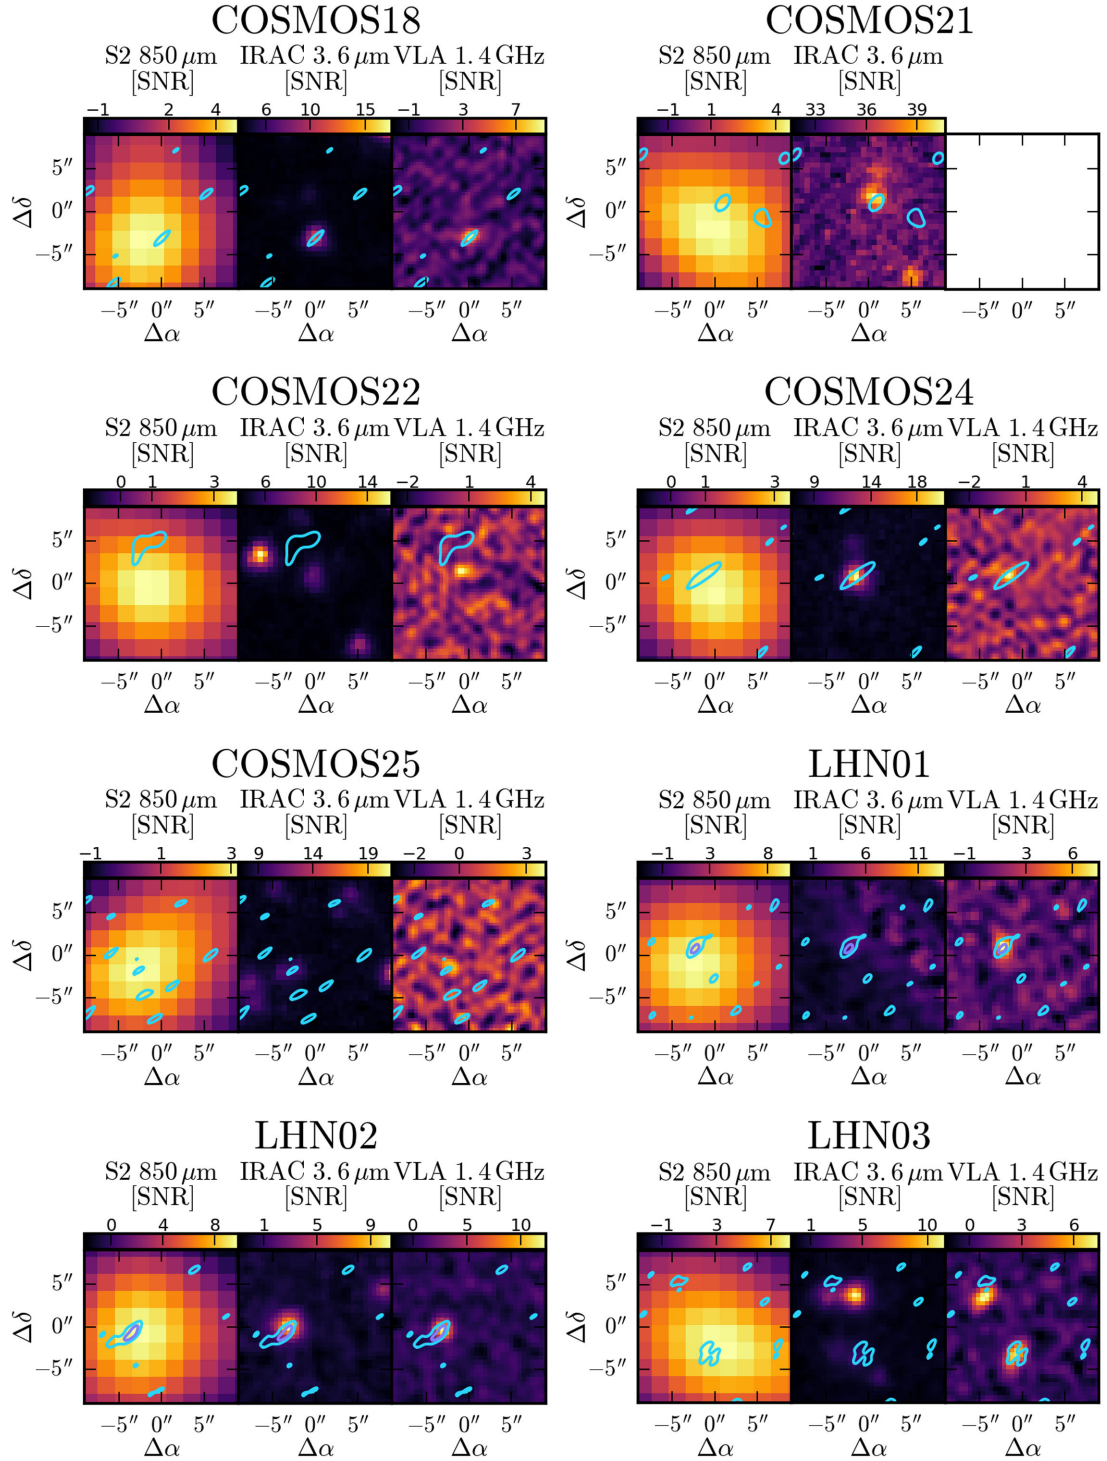 COSMOS18
S2 850 μm IRAC 3.6 μm VLA 1.4 GHz
[SNR] [SNR] [SNR]
−1 2 4 6 10 15 −1 3 7
5″
0″
−5″
Δδ
−5″ 0″ 5″ −5″ 0″ 5″ −5″ 0″ 5″
Δα Δα Δα
COSMOS21
S2 850 μm IRAC 3.6 μm
[SNR] [SNR]
−1 1 4 33 36 39
5″
0″
−5″
Δδ
−5″ 0″ 5″ −5″ 0″ 5″ −5″ 0″ 5″
Δα Δα Δα
COSMOS22
S2 850 μm IRAC 3.6 μm VLA 1.4 GHz
[SNR] [SNR] [SNR]
0 1 3 6 10 14 −2 1 4
5″
0″
−5″
Δδ
−5″ 0″ 5″ −5″ 0″ 5″ −5″ 0″ 5″
Δα Δα Δα
COSMOS24
S2 850 μm IRAC 3.6 μm VLA 1.4 GHz
[SNR] [SNR] [SNR]
0 1 3 9 14 18 −2 1 4
5″
0″
−5″
Δδ
−5″ 0″ 5″ −5″ 0″ 5″ −5″ 0″ 5″
Δα Δα Δα
COSMOS25
S2 850 μm IRAC 3.6 μm VLA 1.4 GHz
[SNR] [SNR] [SNR]
−1 1 3 9 14 19 −2 0 3
5″
0″
−5″
Δδ
−5″ 0″ 5″ −5″ 0″ 5″ −5″ 0″ 5″
Δα Δα Δα
LHN01
S2 850 μm IRAC 3.6 μm VLA 1.4 GHz
[SNR] [SNR] [SNR]
−1 3 8 1 6 11 −1 3 6
5″
0″
−5″
Δδ
−5″ 0″ 5″ −5″ 0″ 5″ −5″ 0″ 5″
Δα Δα Δα
LHN02
S2 850 μm IRAC 3.6 μm VLA 1.4 GHz
[SNR] [SNR] [SNR]
0 4 8 1 5 9 0 5 10
5″
0″
−5″
Δδ
−5″ 0″ 5″ −5″ 0″ 5″ −5″ 0″ 5″
Δα Δα Δα
LHN03
S2 850 μm IRAC 3.6 μm VLA 1.4 GHz
[SNR] [SNR] [SNR]
−1 3 7 1 5 10 0 3 6
5″
0″
−5″
Δδ
−5″ 0″ 5″ −5″ 0″ 5″ −5″ 0″ 5″
Δα Δα Δα